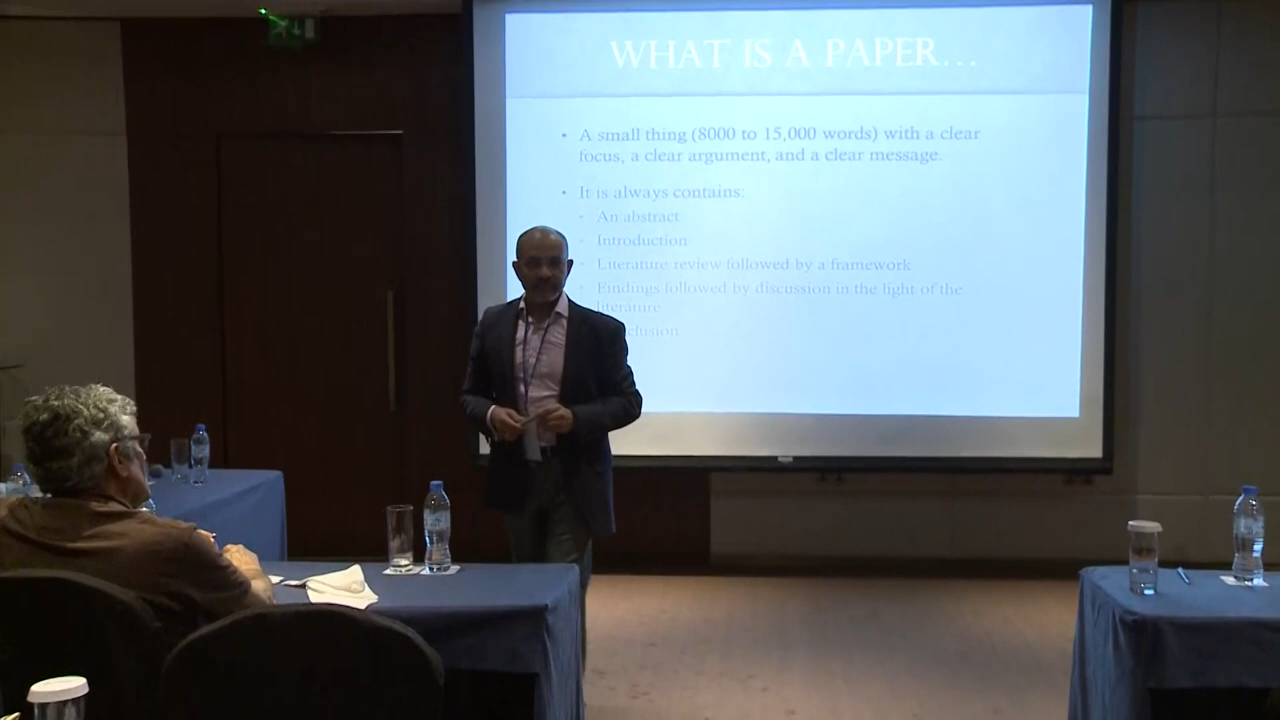 WHAT IS A PAPER...
• A small thing (8000 to 15,000 words) with a clear
focus, a clear argument, and a clear message.
• It is always contains:
• An abstract
• Introduction
• Literature review followed by a framework
• Findings followed by discussion in the light of the
literature
clusion